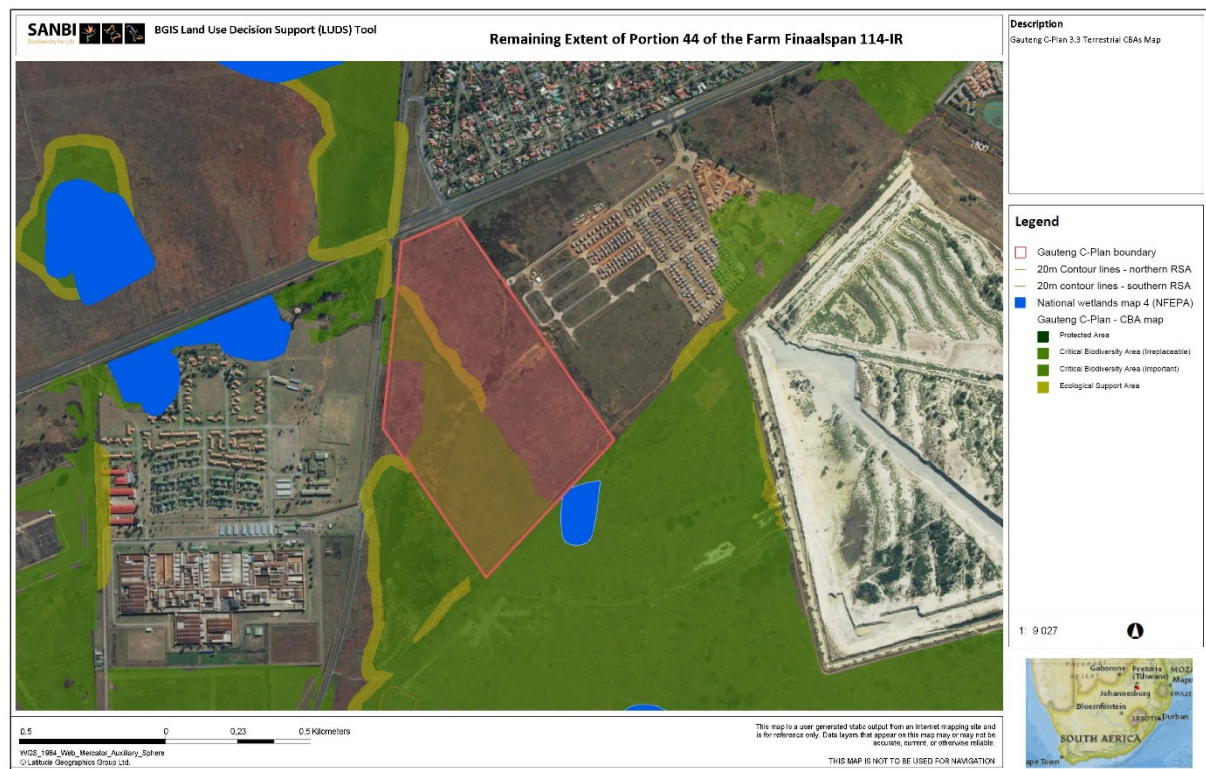 SANBI
Biodiversity for Life
BGIS Land Use Decision Support (LUDS) Tool
Remaining Extent of Portion 44 of the Farm Finaalspan 114-IR
Description
Gauteng C-Plan 3.3 Terrestrial CBAs Map
1600
Legend
Gauteng C-Plan boundary
20m Contour lines - northern RSA
20m contour lines - southern RSA
National wetlands map 4 (NFEPA)
Gauteng C-Plan - CBA map
Protected Area
Critical Biodiversity Area (Irreplaceable)
Critical Biodiversity Area (Important)
Ecological Support Area
1: 9 027
Gaborone
Pretoria
(Tshwane)
MOZ
Mapu
Johannesburg
SWAZI
Bloemfontein
LESOTHO
Durban
SOUTH AFRICA
ape Town
0,5 0 0,23 0,5 Kilometers
WGS_1984_Web_Mercator_Auxiliary_Sphere
© Latitude Geographics Group Ltd.
This map is a user generated static output from an Internet mapping site and
is for reference only. Data layers that appear on this map may or may not be
accurate, current, or otherwise reliable.
THIS MAP IS NOT TO BE USED FOR NAVIGATION